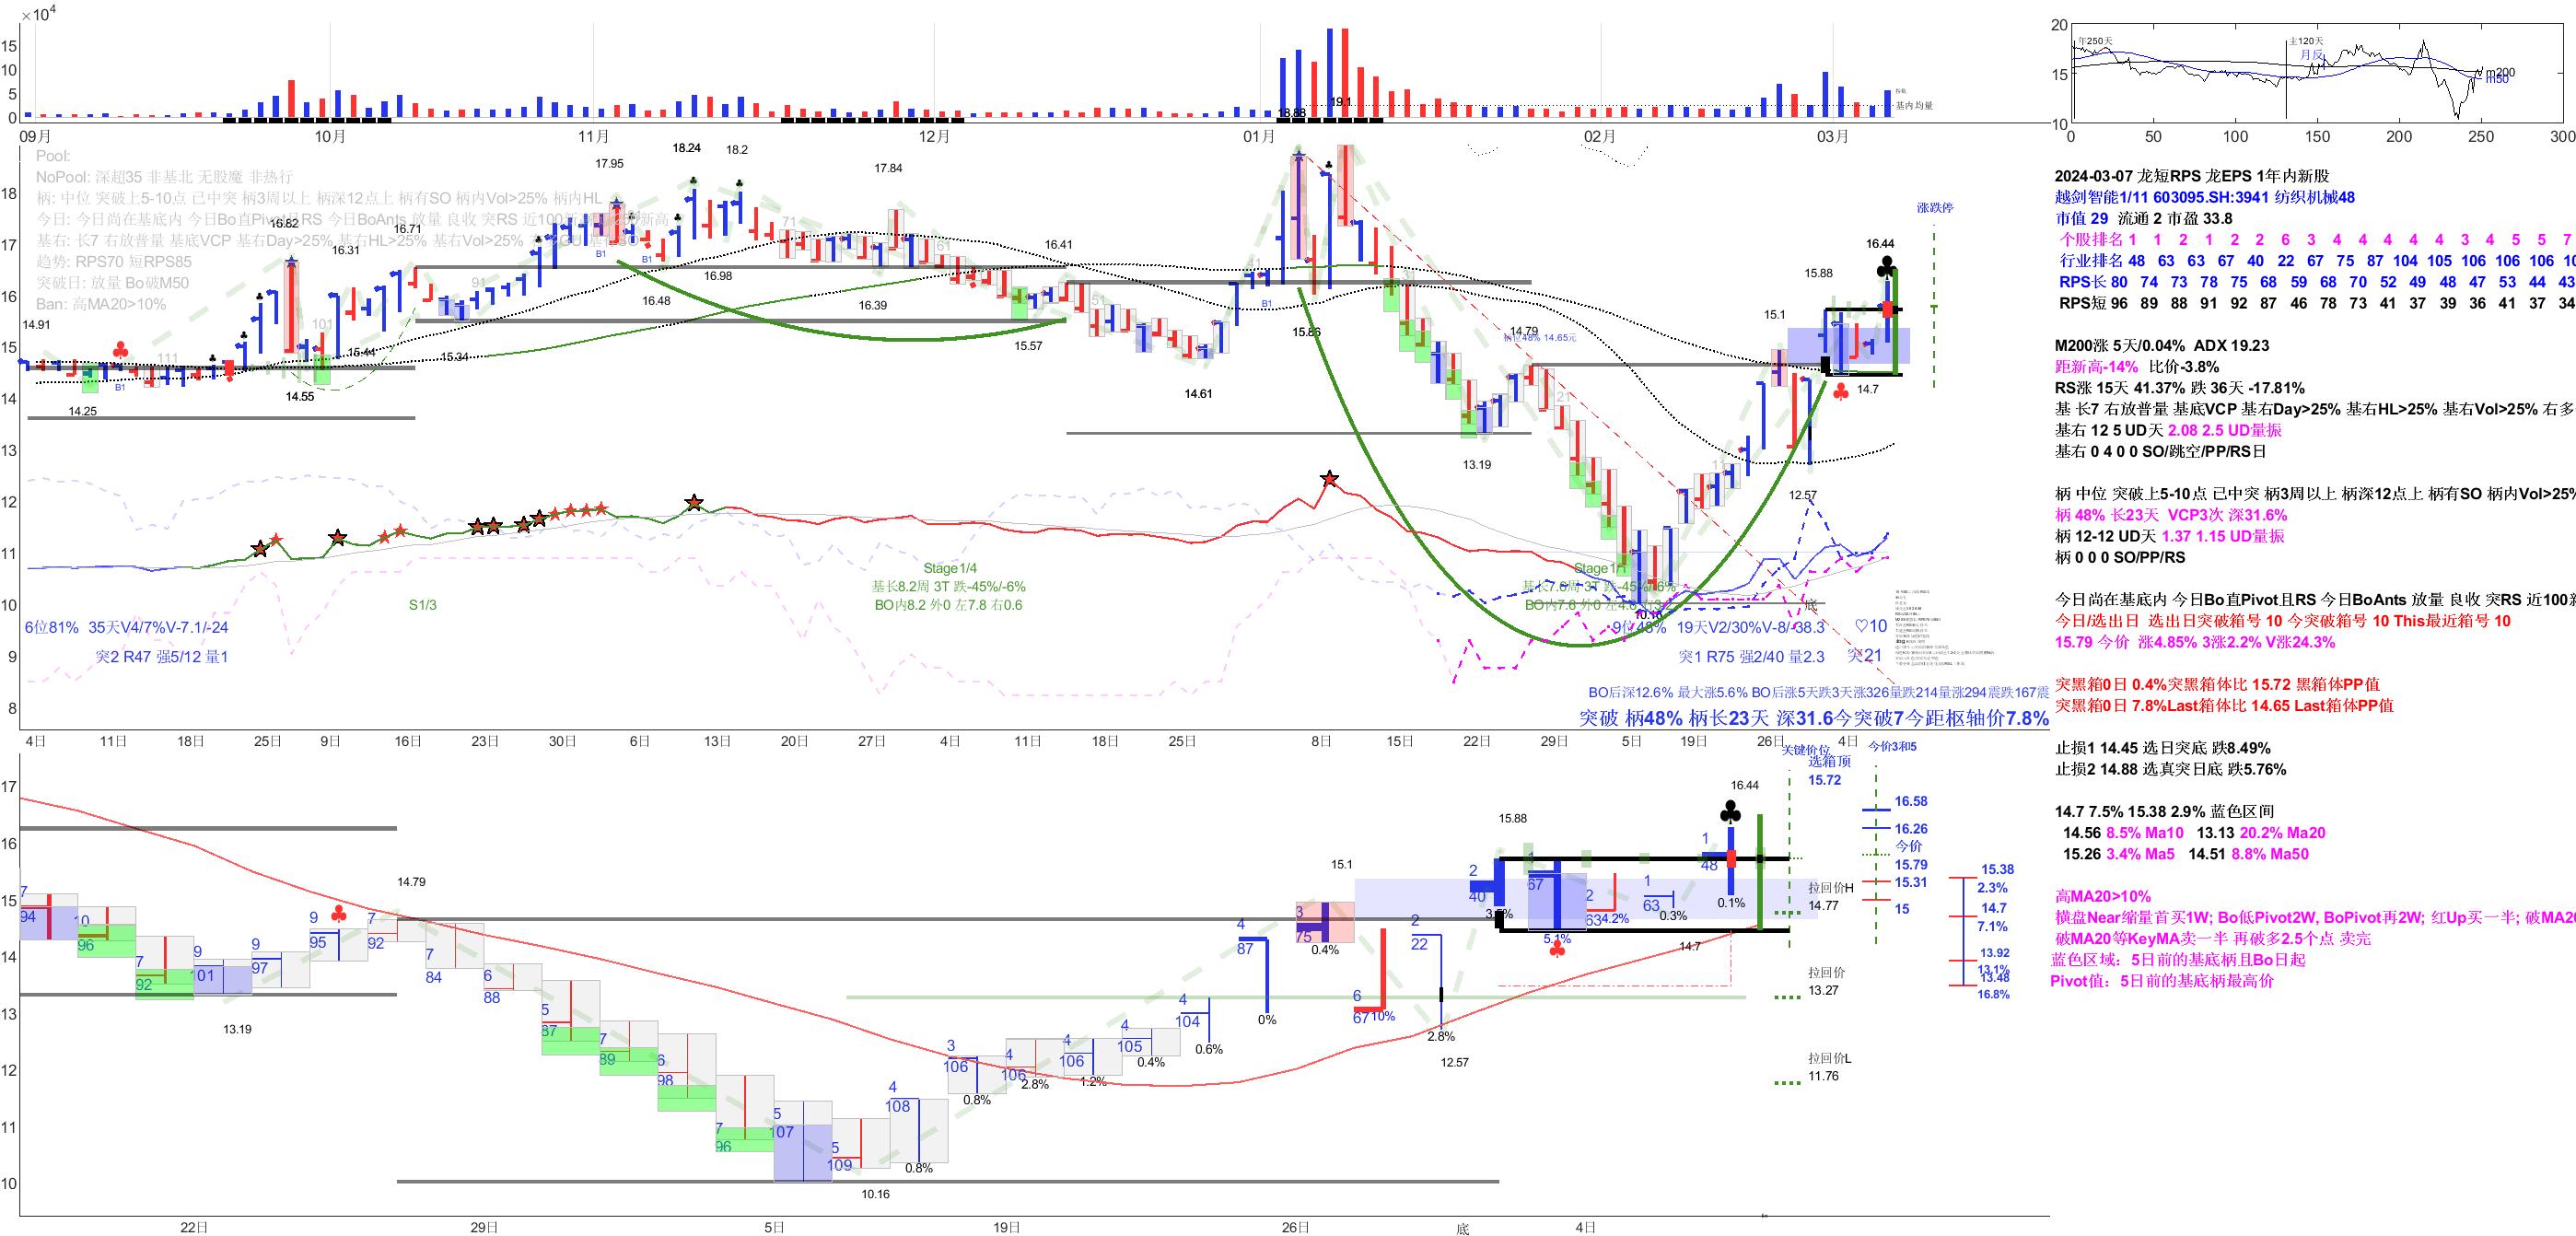 ×10⁴
15
10
5
0
18.88
19.1
基内均量
09月
10月
11月
12月
01月
02月
03月
20
15
10
年250天
主120天
月反
m200
m50
0
50
100
150
200
250
300
Pool:
NoPool: 深超35 非基北 无股魔 非热行
柄: 中位 突破上5-10点 己中突 柄3周以上 柄深12点上 柄有SO 柄内Vol>25% 柄内HL
今日: 今日尚在基底内 今日Bo直Pivot且RS 今日BoAnts 放量 良收 突RS 近100
基右: 长7 右放普量 基底VCP 基右Day>25% 基右HL>25% 基右Vol>25%
趋势: RPS70 短RPS85
突破日: 放量 Bo破M50
Ban: 高MA20>10%
18
17
16
15
14
13
12
11
10
9
8
14.91
14.25
B1
111
16.82
14.55
101
16.31
15.44
16.71
15.34
91
17.95
B1
16.48
B1
18.24
16.98
18.2
71
17.84
16.39
61
15.57
16.41
51
14.61
41
B1
15.86
31
13.19
14.79
柄位48% 14.65元
21
10.16
11
15.1
12.57
15.88
14.7
16.44
涨跌停
S1/3
Stage1/4
基长8.2周 3T 跌-45%/-6%
BO内8.2 外0 左7.8 右0.6
底
6位81% 35天V4/7%V-7.1/-24
突2 R47 强5/12 量1
9位48% 19天V2/30%V-8/-38.3
突1 R75 强2/40 量2.3
♡10
突21
BO后深12.6% 最大涨5.6% BO后涨5天跌3天涨326量跌214量涨294震跌167震
突破 柄48% 柄长23天 深31.6今突破7今距枢轴价7.8%
4日
11日
18日
25日
9日
16日
23日
30日
6日
13日
20日
27日
4日
11日
18日
25日
8日
15日
22日
29日
5日
19日
26日
4日
2024-03-07 龙短RPS 龙EPS 1年内新股
越剑智能1/11 603095.SH:3941 纺织机械48
市值 29 流通 2 市盈 33.8
个股排名 1 1 2 1 2 2 6 3 4 4 4 4 4 3 4 5 5 7
行业排名 48 63 63 67 40 22 67 75 87 104 105 106 106 106 10
RPS长 80 74 73 78 75 68 59 68 70 52 49 48 47 53 44 43
RPS短 96 89 88 91 92 87 46 78 73 41 37 39 36 41 37 34
M200涨 5天/0.04% ADX 19.23
距新高-14% 比价-3.8%
RS涨 15天 41.37% 跌 36天 -17.81%
基 长7 右放普量 基底VCP 基右Day>25% 基右HL>25% 基右Vol>25% 右多
基右 12 5 UD天 2.08 2.5 UD量振
基右 0 4 0 0 SO/跳空/PP/RS日
柄 中位 突破上5-10点 己中突 柄3周以上 柄深12点上 柄有SO 柄内Vol>25%
柄 48% 长23天 VCP3次 深31.6%
柄 12-12 UD天 1.37 1.15 UD量振
柄 0 0 0 SO/PP/RS
今日尚在基底内 今日Bo直Pivot且RS 今日BoAnts 放量 良收 突RS 近100
今日/选出日 选出日突破箱号 10 今突破箱号 10 This最近箱号 10
15.79 今价 涨4.85% 3涨2.2% V涨24.3%
突黑箱0日 0.4%突黑箱体比 15.72 黑箱体PP值
突黑箱0日 7.8%Last箱体比 14.65 Last箱体PP值
止损1 14.45 选日突底 跌8.49%
止损2 14.88 选真突日底 跌5.76%
14.7 7.5% 15.38 2.9% 蓝色区间
14.56 8.5% Ma10 13.13 20.2% Ma20
15.26 3.4% Ma5 14.51 8.8% Ma50
高MA20>10%
横盘Near缩量首买1W; Bo低Pivot2W, BoPivot再2W; 红Up买一半; 破MA20
破MA20等KeyMA卖一半 再破多2.5个点 卖完
蓝色区域：5日前的基底柄且Bo日起
Pivot值：5日前的基底柄最高价
17
16
15
14
13
12
11
10
7
94
10
96
7
92
9
101
13.19
9
97
9
95
7
92
14.79
7
84
6
88
5
87
7
89
6
98
7
96
5
107
5
109
10.16
4
108
0.8%
3
106
0.8%
4
106
2.8%
4
106
1.2%
4
105
0.4%
4
104
0.6%
4
87
0%
3
75
0.4%
15.1
6
67
10%
2
22
2.8%
12.57
2
40
15.88
67
5.1%
2
63
4.2%
1
63
0.3%
14.7
1
48
0.1%
16.44
关键价位
选箱顶
15.72
拉回价H
14.77
拉回价
13.27
拉回价L
11.76
今价3和5
16.58
16.26
今价
15.79
15.31
15
15.38
2.3%
14.7
7.1%
13.92
13.1%
13.48
16.8%
22日
29日
5日
19日
26日
底
4日